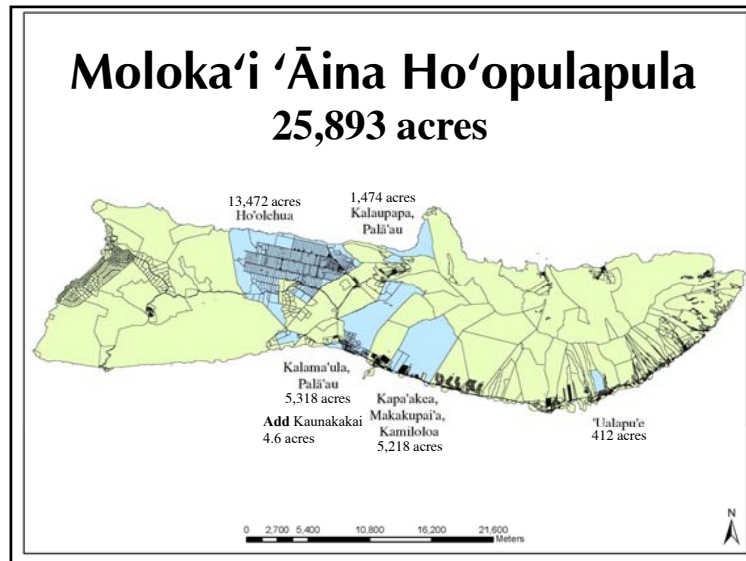 Moloka‘i ‘Āina Ho‘opulapula
25,893 acres
13,472 acres
Ho'olehua
1,474 acres
Kalaupapa,
Palā'au
Kalama'ula,
Palā'au
5,318 acres
Add Kaunakakai
4.6 acres
Kapa'akea,
Makakupai'a,
Kamiloloa
5,218 acres
'Ualapu'e
412 acres
N
0 2,700 5,400 10,800 16,200 21,600
Meters